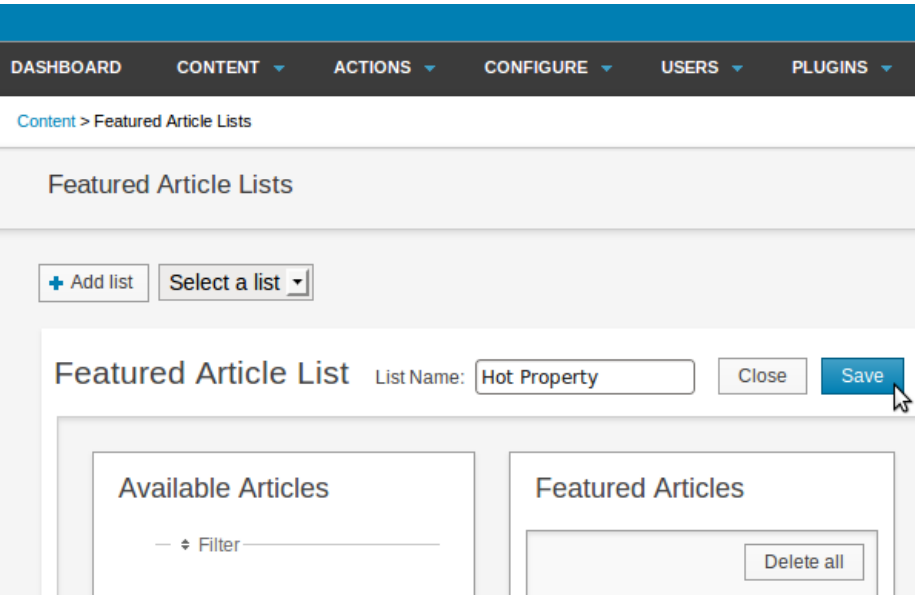 DASHBOARD CONTENT ACTIONS CONFIGURE USERS PLUGINS
Content > Featured Article Lists
Featured Article Lists
Add list Select a list
Featured Article List List Name: Hot Property Close Save
Available Articles Featured Articles
Filter
Delete all